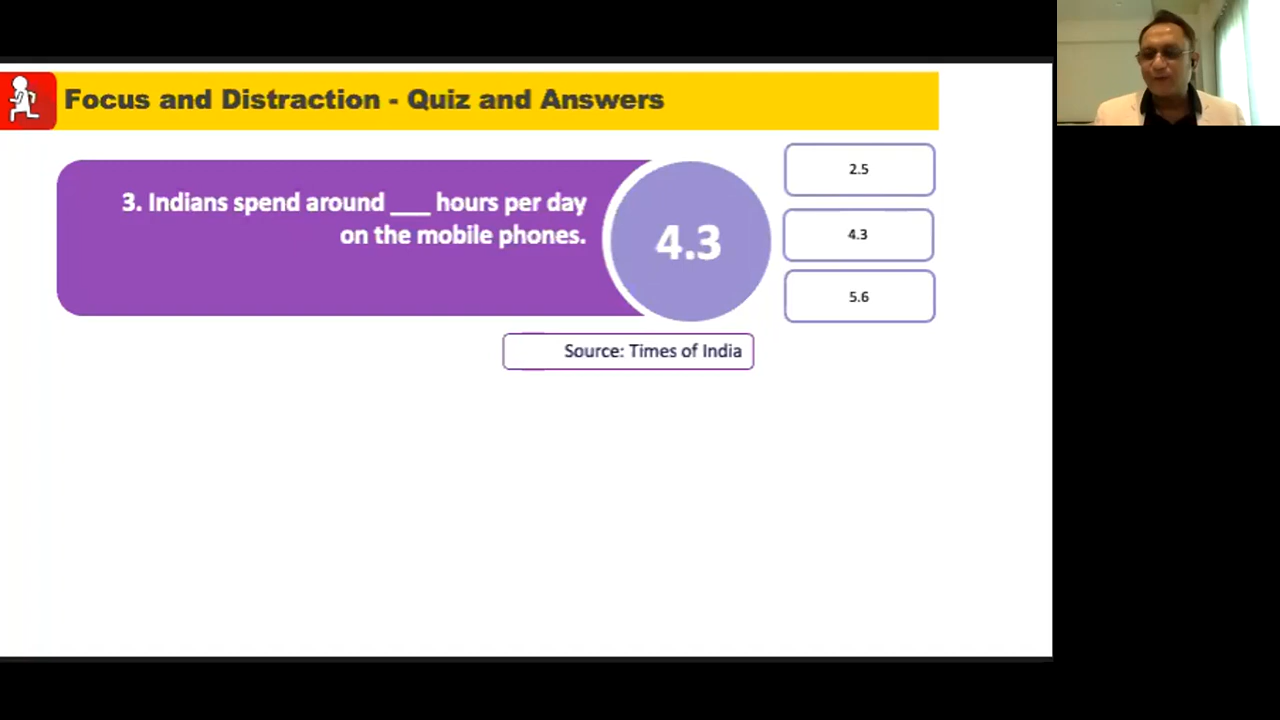 Focus and Distraction - Quiz and Answers
3. Indians spend around ___ hours per day
on the mobile phones.
4.3
2.5
4.3
5.6
Source: Times of India